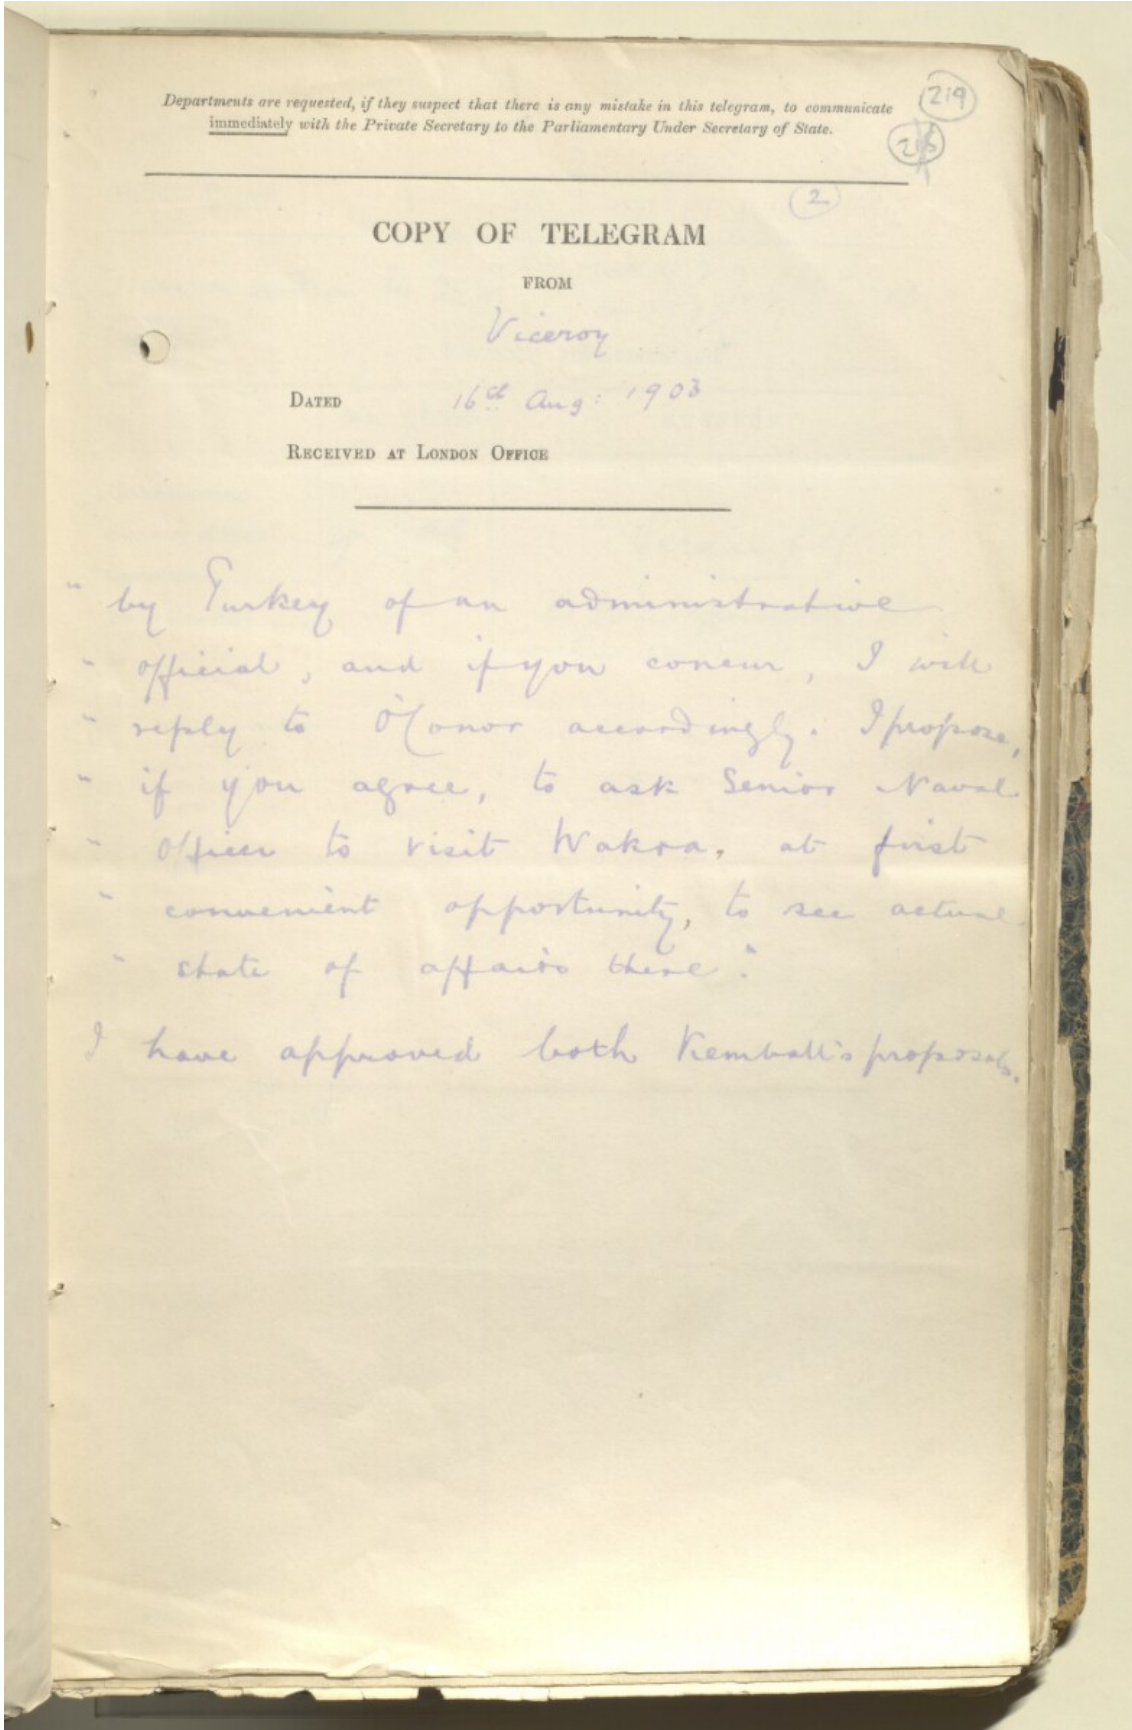 Departments are requested, if they suspect that there is any mistake in this telegram, to communicate
immediately with the Private Secretary to the Parliamentary Under Secretary of State.
219
2
COPY OF TELEGRAM
FROM
Viceroy
DATED 16th Aug: 1903
RECEIVED AT LONDON OFFICE
" by Turkey of an administrative
" official, and if you concur, I will
" reply to O'Conor accordingly. I propose,
" if you agree, to ask Senior Naval
" Officer to visit Wakra, at first
" convenient opportunity, to see actual
" state of affairs there."
I have approved both Kemball's proposals.